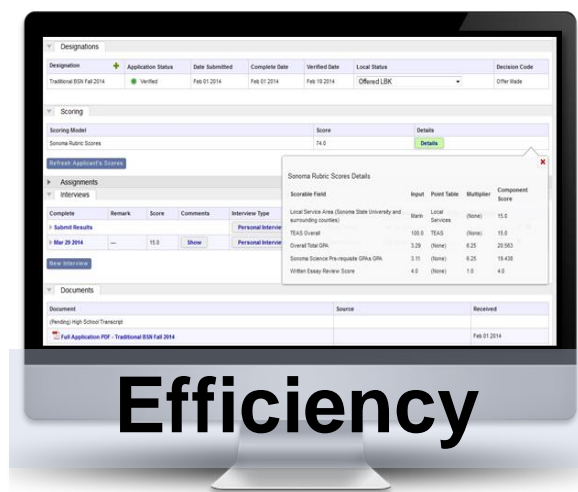 Designations
Designation Application Status Date Submitted Complete Date Verified Date Local Status Decision Code
Traditional BSN Fall 2014 Verified Feb 01 2014 Feb 01 2014 Feb 19 2014 Offered LBK Offer Made
Scoring
Scoring Model Score Details
Sonoma Rubric Scores 74.0 Details
Refresh Applicant's Scores
Assignments
Interviews
Complete Remark Score Comments Interview Type
Submit Results Personal Interview
Mar 20 2014 --- 15.0 Show Personal Interview
New Interview
Sonoma Rubric Scores Details
Scorable Field Input Point Table Multiplier Component Score
Local Service Area (Sonoma State University and surrounding counties) Marin Local Services (None) 15.0
TEAS Overall 100.0 TEAS (None) 15.0
Overall Total GPA 3.29 (None) 6.25 20.563
Sonoma Science Pre-requisite GPAs GPA 3.11 (None) 6.25 19.438
Written Essay Review Score 4.0 (None) 1.0 4.0
Documents
Document Source Received
(Pending) High School Transcript
Full Application PDF - Traditional BSN Fall 2014 Feb 01 2014
Efficiency